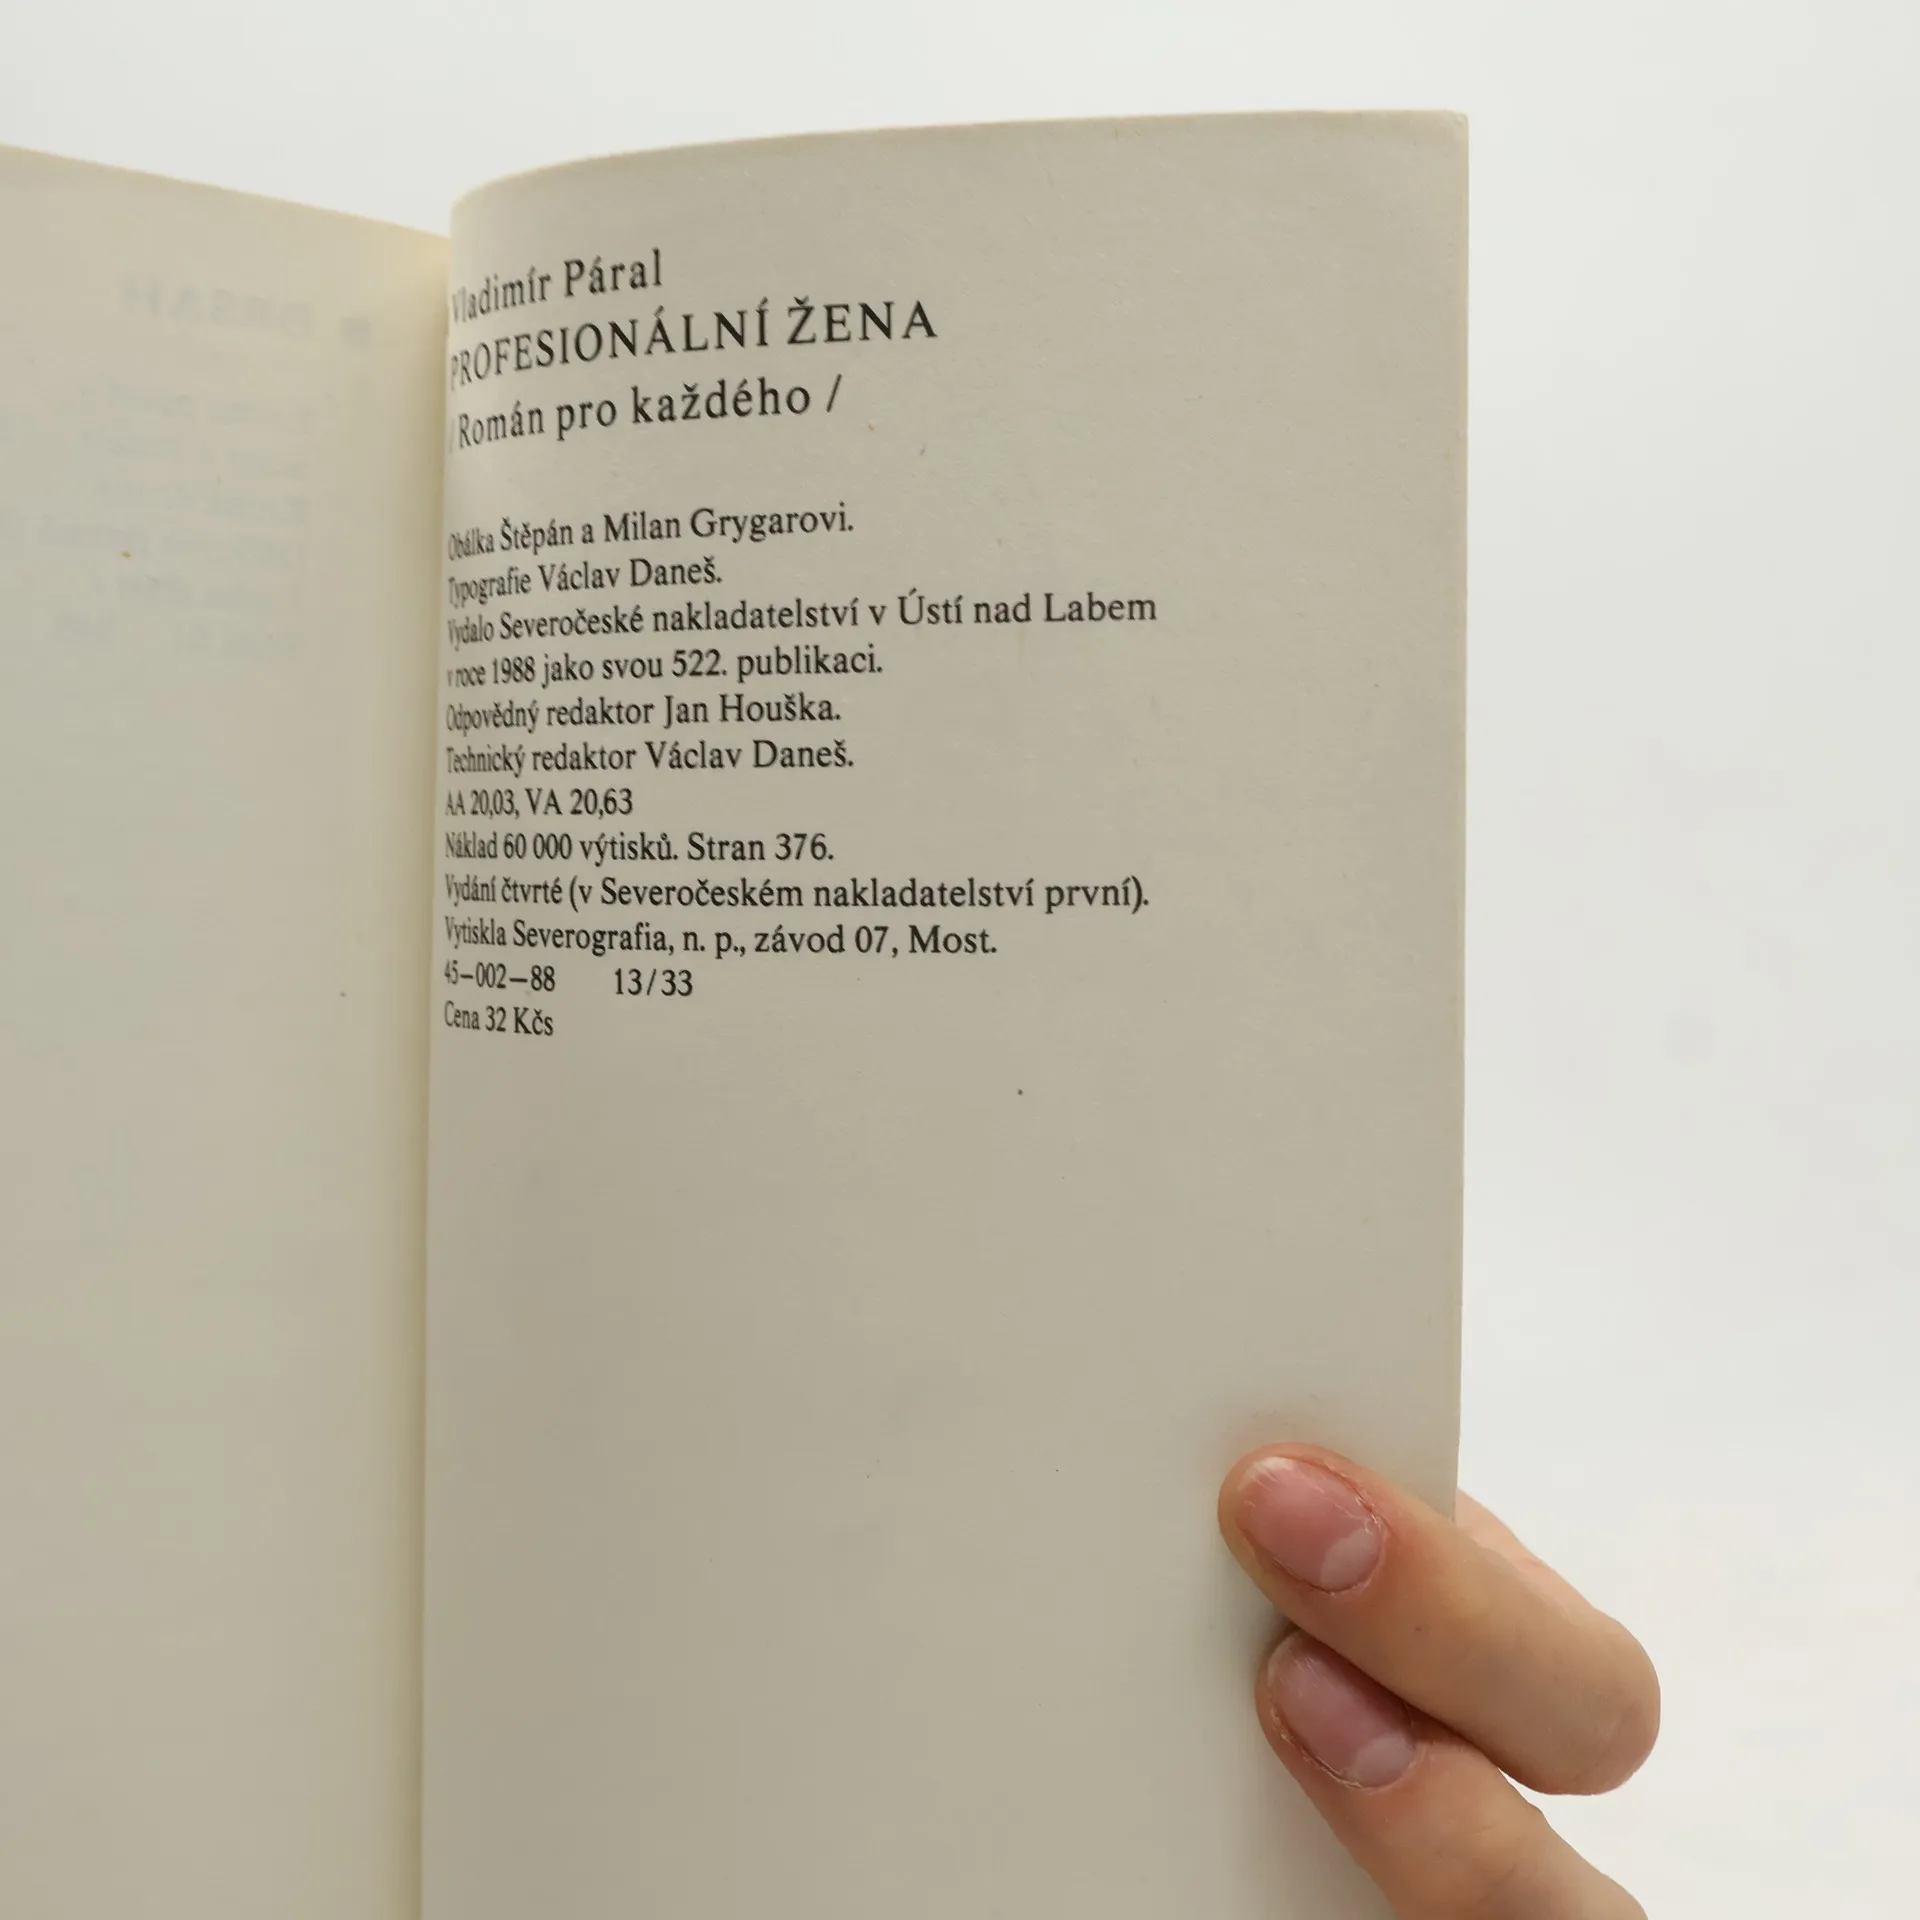 Vladimír Páral
PROFESIONÁLNÍ ŽENA
/Román pro každého /
Obálka Štěpán a Milan Grygarovi.
Typografie Václav Daneš.
Vydalo Severočeské nakladatelství v Ústí nad Labem
v roce 1988 jako svou 522. publikaci.
Odpovědný redaktor Jan Houška.
Technický redaktor Václav Daneš.
AA 20,03, VA 20,63
Náklad 60 000 výtisků. Stran 376.
Vydání čtvrté (v Severočeském nakladatelství první).
Vytiskla Severografia, n. p., závod 07, Most.
45–002–88 13/33
Cena 32 Kčs